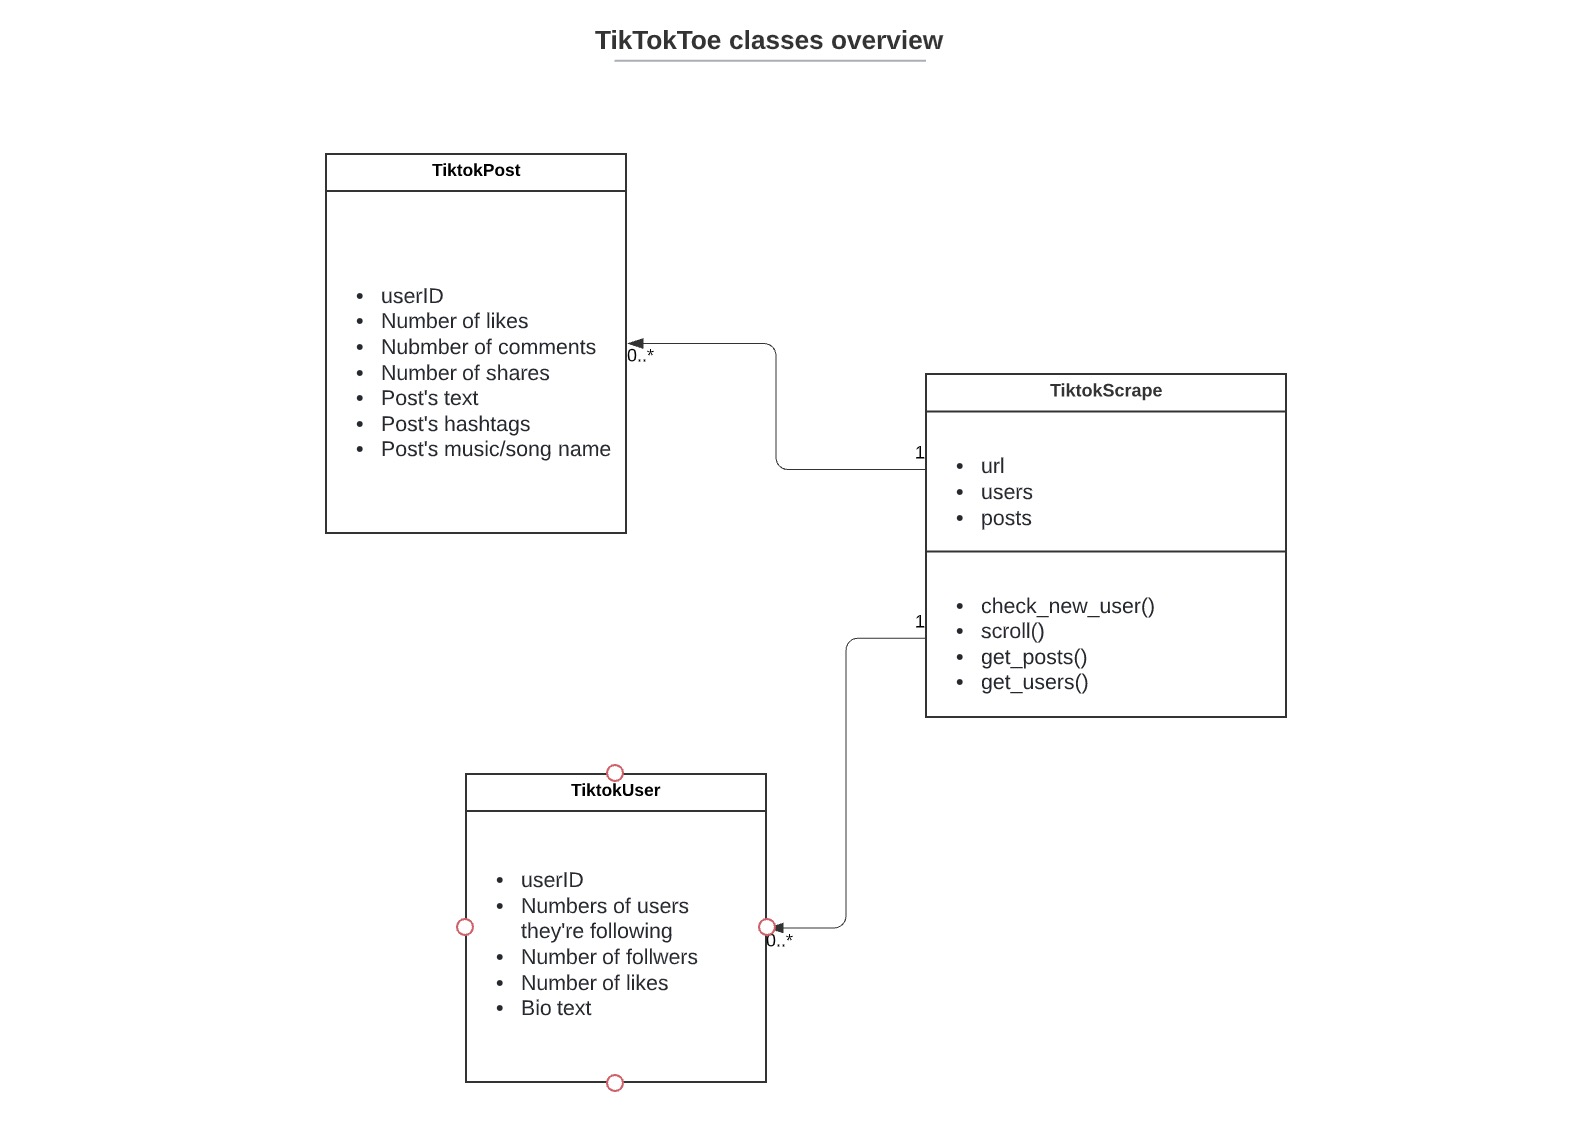 TikTokToe classes overview
TiktokPost
• userID
• Number of likes
• Nubmber of comments
• Number of shares
• Post's text
• Post's hashtags
• Post's music/song name
0..*
1
TiktokScrape
• url
• users
• posts
• check_new_user()
• scroll()
• get_posts()
• get_users()
1
0..*
TiktokUser
• userID
• Numbers of users
they're following
• Number of follwers
• Number of likes
• Bio text